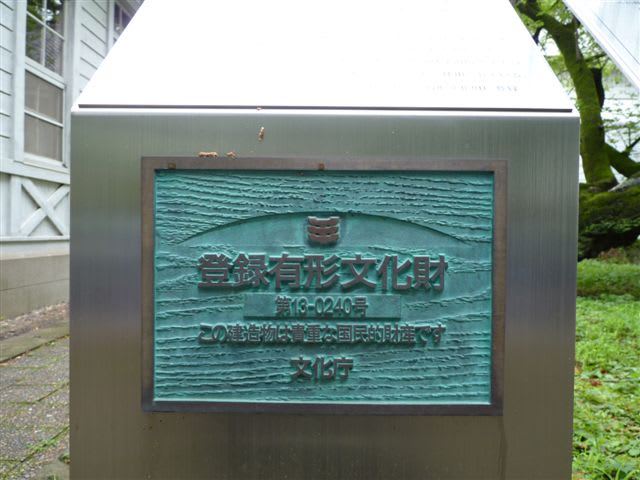 登録有形文化財
第13-0240号
この建造物は貴重な国民的財産です
文化庁